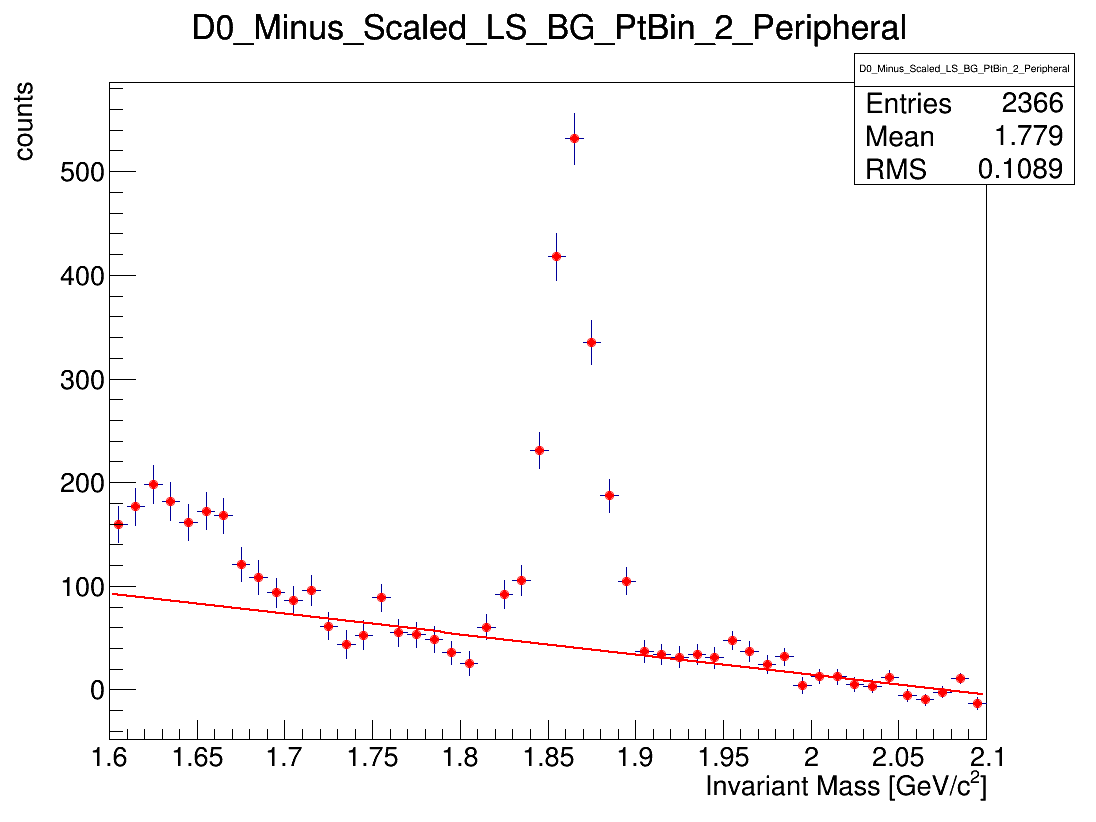 D0_Minus_Scaled_LS_BG_PtBin_2_Peripheral
D0_Minus_Scaled_LS_BG_PtBin_2_Peripheral
Entries 2366
Mean 1.779
RMS 0.1089
counts
500
400
300
200
100
0
1.6 1.65 1.7 1.75 1.8 1.85 1.9 1.95 2 2.05 2.1
Invariant Mass [GeV/c²]